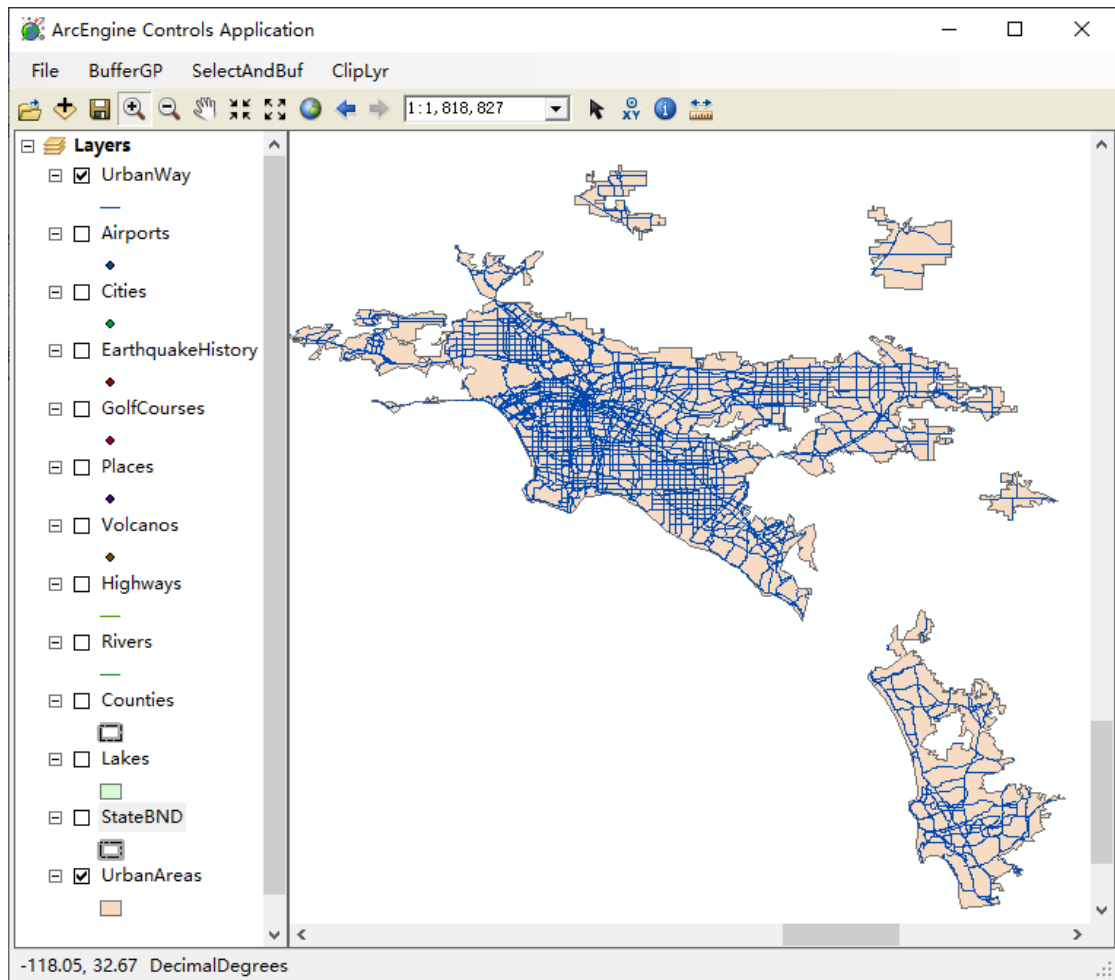 ArcEngine Controls Application
File BufferGP SelectAndBuf ClipLyr
1:1,818,827 XY
Layers
UrbanWay
Airports
Cities
EarthquakeHistory
GolfCourses
Places
Volcanos
Highways
Rivers
Counties
Lakes
StateBND
UrbanAreas
-118.05, 32.67 DecimalDegrees